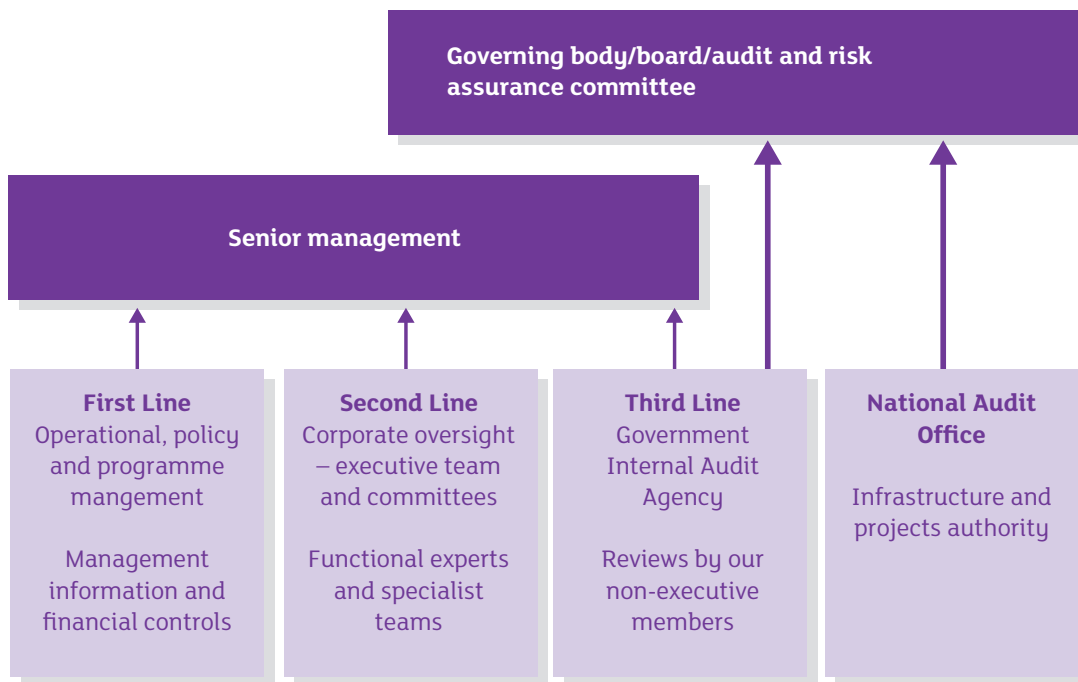 Governing body/board/audit and risk
assurance committee
Senior management
First Line
Operational, policy
and programme
mangement
Management
information and
financial controls
Second Line
Corporate oversight
– executive team
and committees
Functional experts
and specialist
teams
Third Line
Government
Internal Audit
Agency
Reviews by our
non-executive
members
National Audit
Office
Infrastructure and
projects authority